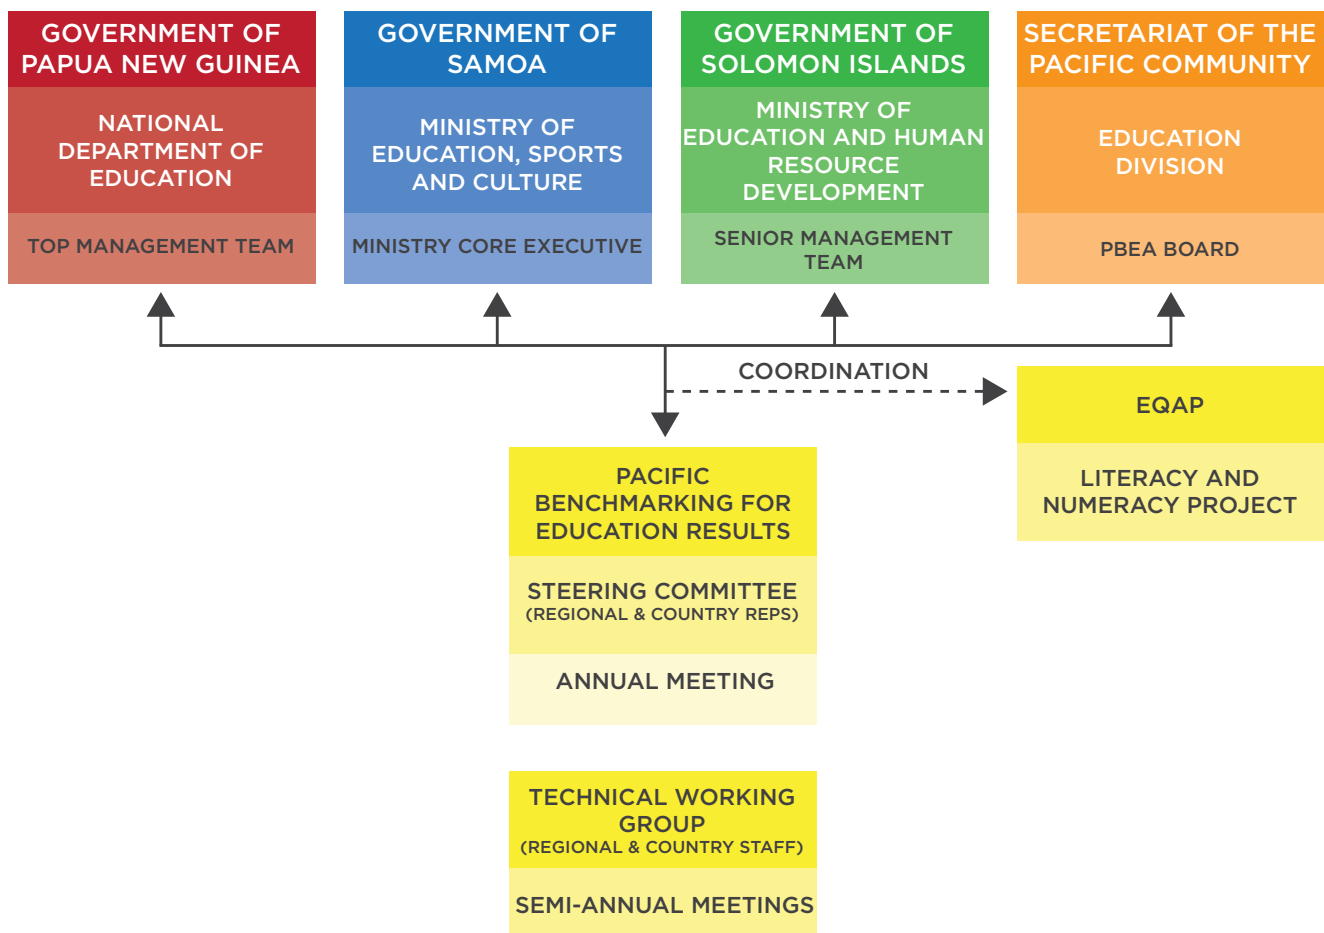 GOVERNMENT OF
PAPUA NEW GUINEA
NATIONAL
DEPARTMENT OF
EDUCATION
TOP MANAGEMENT TEAM
GOVERNMENT OF
SAMOA
MINISTRY OF
EDUCATION, SPORTS
AND CULTURE
MINISTRY CORE EXECUTIVE
GOVERNMENT OF
SOLOMON ISLANDS
MINISTRY OF
EDUCATION AND HUMAN
RESOURCE
DEVELOPMENT
SENIOR MANAGEMENT
TEAM
SECRETARIAT OF THE
PACIFIC COMMUNITY
EDUCATION
DIVISION
PBEA BOARD
COORDINATION
EQAP
LITERACY AND
NUMERACY PROJECT
PACIFIC
BENCHMARKING FOR
EDUCATION RESULTS
STEERING COMMITTEE
(REGIONAL & COUNTRY REPS)
ANNUAL MEETING
TECHNICAL WORKING
GROUP
(REGIONAL & COUNTRY STAFF)
SEMI-ANNUAL MEETINGS